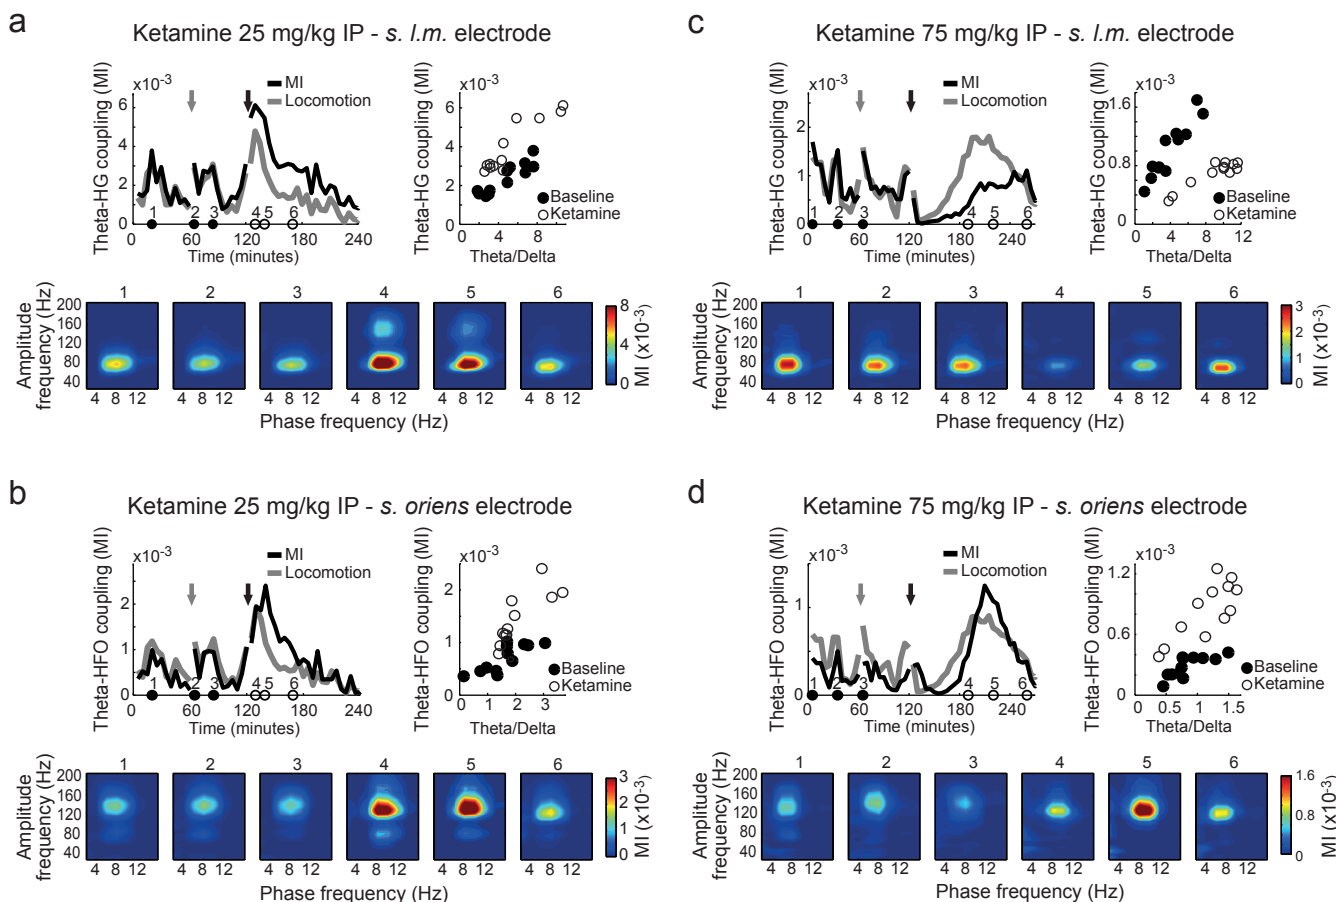 a
Ketamine 25 mg/kg IP - s. l.m. electrode
Theta-HG coupling (MI)
x10-3
MI
Locomotion
6
4
2
0
1
2
3
4
5
6
0 60 120 180 240
Time (minutes)
x10-3
6
4
2
0
Baseline
Ketamine
0 4 8
Theta/Delta
1 2 3 4 5 6
Amplitude frequency (Hz)
200
160
120
80
40
4 8 12 4 8 12 4 8 12 4 8 12 4 8 12 4 8 12
Phase frequency (Hz)
8
4
0
MI (x10-3)
b
Ketamine 25 mg/kg IP - s. oriens electrode
Theta-HFO coupling (MI)
x10-3
MI
Locomotion
2
1
0
1 2 3 4 5 6
0 60 120 180 240
Time (minutes)
x10-3
2
1
0
Baseline
Ketamine
0 1 2 3
Theta/Delta
1 2 3 4 5 6
Amplitude frequency (Hz)
200
160
120
80
40
4 8 12 4 8 12 4 8 12 4 8 12 4 8 12 4 8 12
Phase frequency (Hz)
3
2
1
0
MI (x10-3)
c
Ketamine 75 mg/kg IP - s. l.m. electrode
Theta-HG coupling (MI)
x10-3
MI
Locomotion
2
1
0
1 2 3 4 5 6
0 60 120 180 240
Time (minutes)
Theta-HG coupling (MI)
x10-3
1.6
0.8
0
Baseline
Ketamine
0 4 8 12
Theta/Delta
1 2 3 4 5 6
Amplitude frequency (Hz)
200
160
120
80
40
4 8 12 4 8 12 4 8 12 4 8 12 4 8 12 4 8 12
Phase frequency (Hz)
3
2
1
0
MI (x10-3)
d
Ketamine 75 mg/kg IP - s. oriens electrode
Theta-HFO coupling (MI)
x10-3
MI
Locomotion
1
0
1 2 3 4 5 6
0 60 120 180 240
Time (minutes)
Theta-HFO coupling (MI)
x10-3
1.2
0.6
0
Baseline
Ketamine
0 0.5 1 1.5
Theta/Delta
1 2 3 4 5 6
Amplitude frequency (Hz)
200
160
120
80
40
4 8 12 4 8 12 4 8 12 4 8 12 4 8 12 4 8 12
Phase frequency (Hz)
1.6
0.8
0
MI (x10-3)